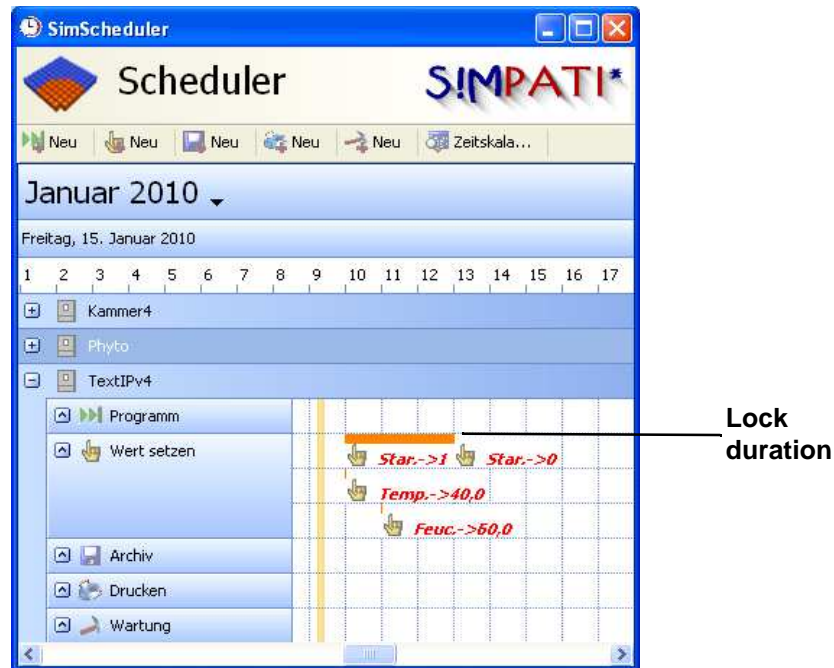 SimScheduler
Scheduler S!MPATI*
Neu Neu Neu Neu Neu Zeitskala...
Januar 2010
Freitag, 15. Januar 2010
1 2 3 4 5 6 7 8 9 10 11 12 13 14 15 16 17
Kammer4
Phyto
TextIPv4
Programm
Wert setzen
Star.->1 Star.->0
Temp.->40,0
Feuc.->60,0
Archiv
Drucken
Wartung
Lock
duration